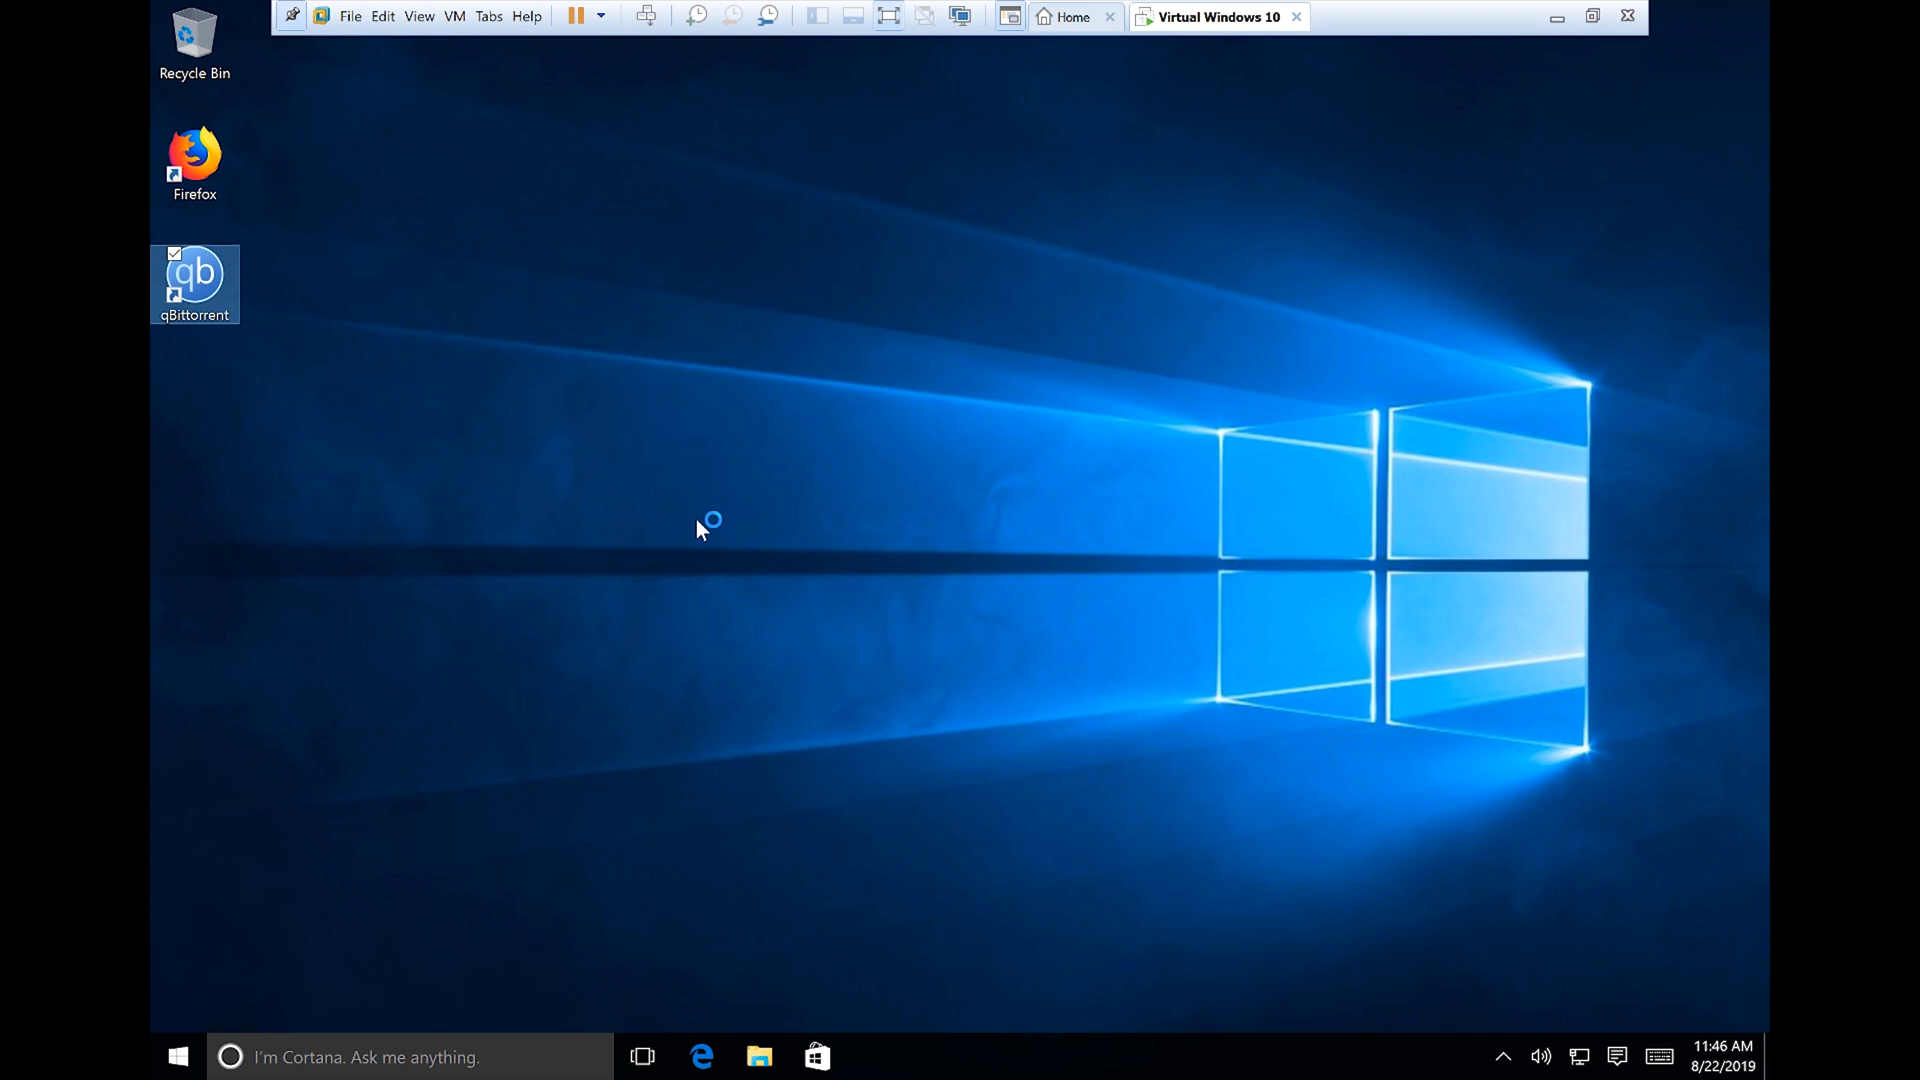 File Edit View VM Tabs Help Home Virtual Windows 10
Recycle Bin
Firefox
qb
qBittorrent
I'm Cortana. Ask me anything.
11:46 AM
8/22/2019